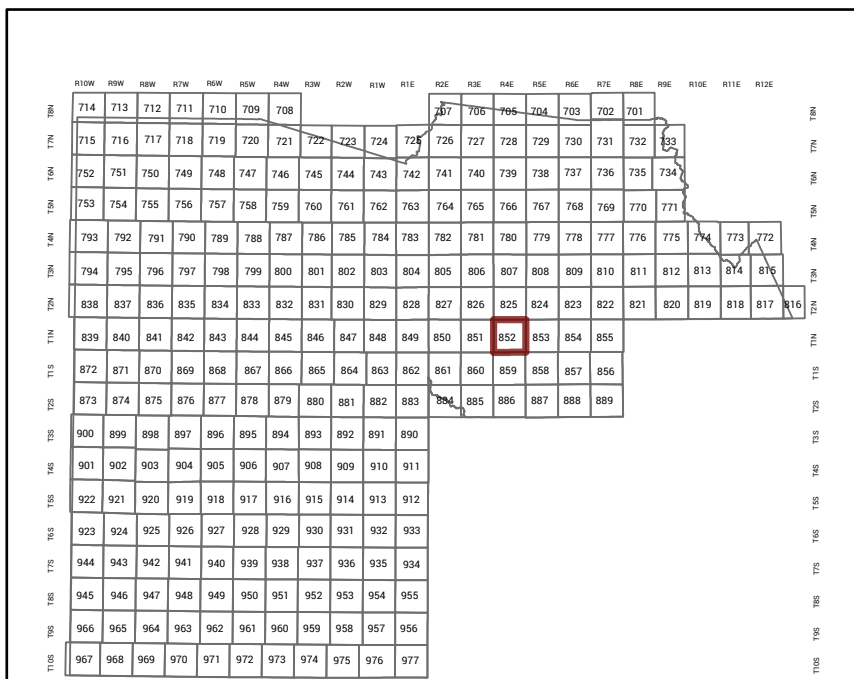 R10W R9W R8W R7W R6W R5W R4W R3W R2W R1W R1E R2E R3E R4E R5E R6E R7E R8E R9E R10E R11E R12E
T8N 714 713 712 711 710 709 708 707 706 705 704 703 702 701 T8N
T7N 715 716 717 718 719 720 721 722 723 724 725 726 727 728 729 730 731 732 733 T7N
T6N 752 751 750 749 748 747 746 745 744 743 742 741 740 739 738 737 736 735 734 T6N
T5N 753 754 755 756 757 758 759 760 761 762 763 764 765 766 767 768 769 770 771 T5N
T4N 793 792 791 790 789 788 787 786 785 784 783 782 781 780 779 778 777 776 775 774 773 772 T4N
T3N 794 795 796 797 798 799 800 801 802 803 804 805 806 807 808 809 810 811 812 813 814 815 T3N
T2N 838 837 836 835 834 833 832 831 830 829 828 827 826 825 824 823 822 821 820 819 818 817 816 T2N
T1N 839 840 841 842 843 844 845 846 847 848 849 850 851 852 853 854 855 T1N
T1S 872 871 870 869 868 867 866 865 864 863 862 861 860 859 858 857 856 T1S
T2S 873 874 875 876 877 878 879 880 881 882 883 884 885 886 887 888 889 T2S
T3S 900 899 898 897 896 895 894 893 892 891 890 T3S
T4S 901 902 903 904 905 906 907 908 909 910 911 T4S
T5S 922 921 920 919 918 917 916 915 914 913 912 T5S
T6S 923 924 925 926 927 928 929 930 931 932 933 T6S
T7S 944 943 942 941 940 939 938 937 936 935 934 T7S
T8S 945 946 947 948 949 950 951 952 953 954 955 T8S
T9S 966 965 964 963 962 961 960 959 958 957 956 T9S
T10S 967 968 969 970 971 972 973 974 975 976 977 T10S